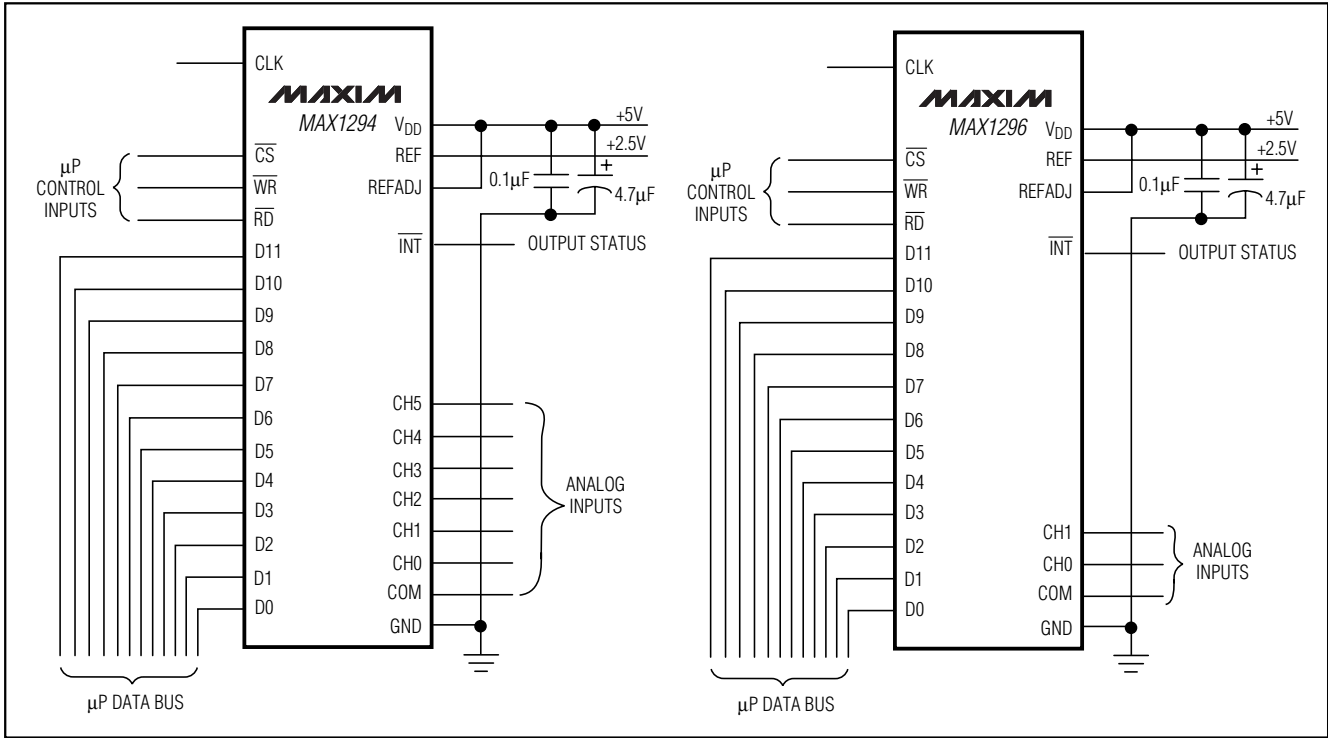 CLK
MAXIM
MAX1294
VDD
+5V
REF
+2.5V
REFADJ
0.1μF
+
4.7μF
μP
CONTROL
INPUTS
CS
WR
RD
INT
OUTPUT STATUS
D11
D10
D9
D8
D7
D6
D5
D4
D3
D2
D1
D0
CH5
CH4
CH3
CH2
CH1
CH0
COM
GND
ANALOG
INPUTS
μP DATA BUS
CLK
MAXIM
MAX1296
VDD
+5V
REF
+2.5V
REFADJ
0.1μF
+
4.7μF
μP
CONTROL
INPUTS
CS
WR
RD
INT
OUTPUT STATUS
D11
D10
D9
D8
D7
D6
D5
D4
D3
D2
D1
D0
CH1
CH0
COM
GND
ANALOG
INPUTS
μP DATA BUS